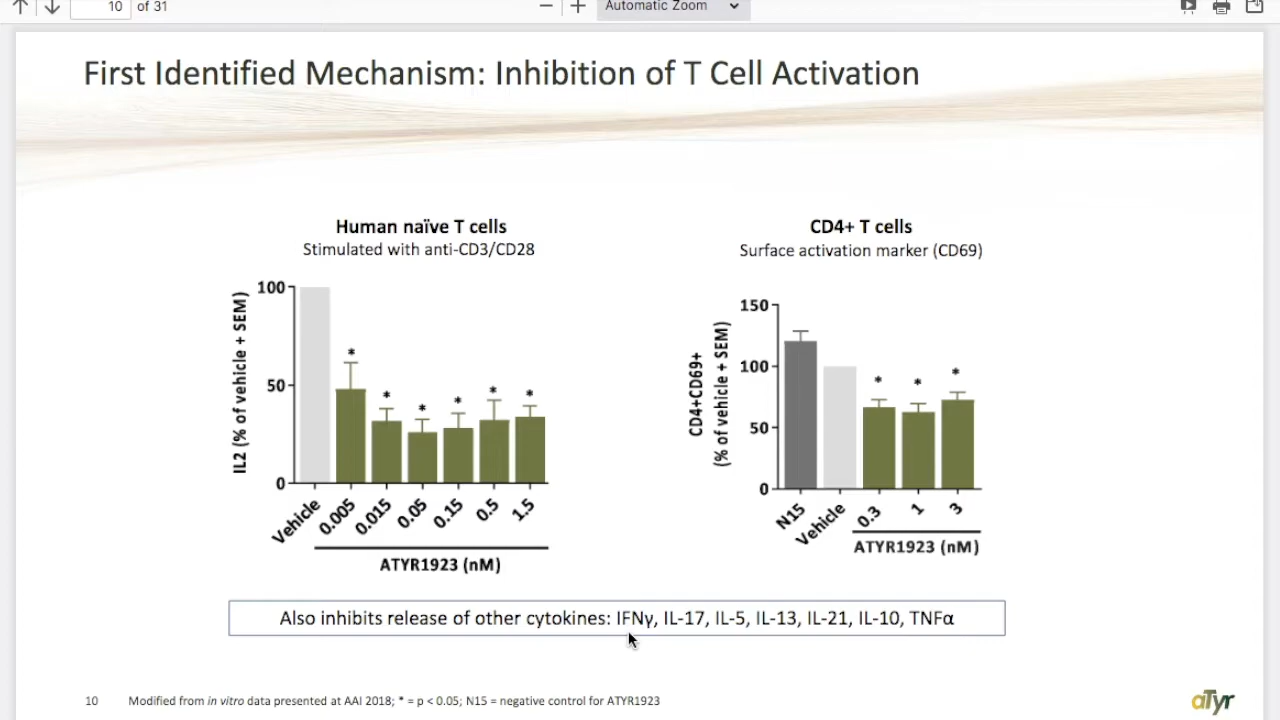 10 of 31
Automatic Zoom
First Identified Mechanism: Inhibition of T Cell Activation
Human naïve T cells
Stimulated with anti-CD3/CD28
IL2 (% of vehicle + SEM)
100
50
0
*
*
*
*
*
*
Vehicle
0.005
0.015
0.05
0.15
0.5
1.5
ATYR1923 (nM)
CD4+ T cells
Surface activation marker (CD69)
CD4+CD69+
(% of vehicle + SEM)
150
100
50
0
*
*
*
N15
Vehicle
0.3
1
3
ATYR1923 (nM)
Also inhibits release of other cytokines: IFNγ, IL-17, IL-5, IL-13, IL-21, IL-10, TNFα
10 Modified from in vitro data presented at AAI 2018; * = p < 0.05; N15 = negative control for ATYR1923
aTyr